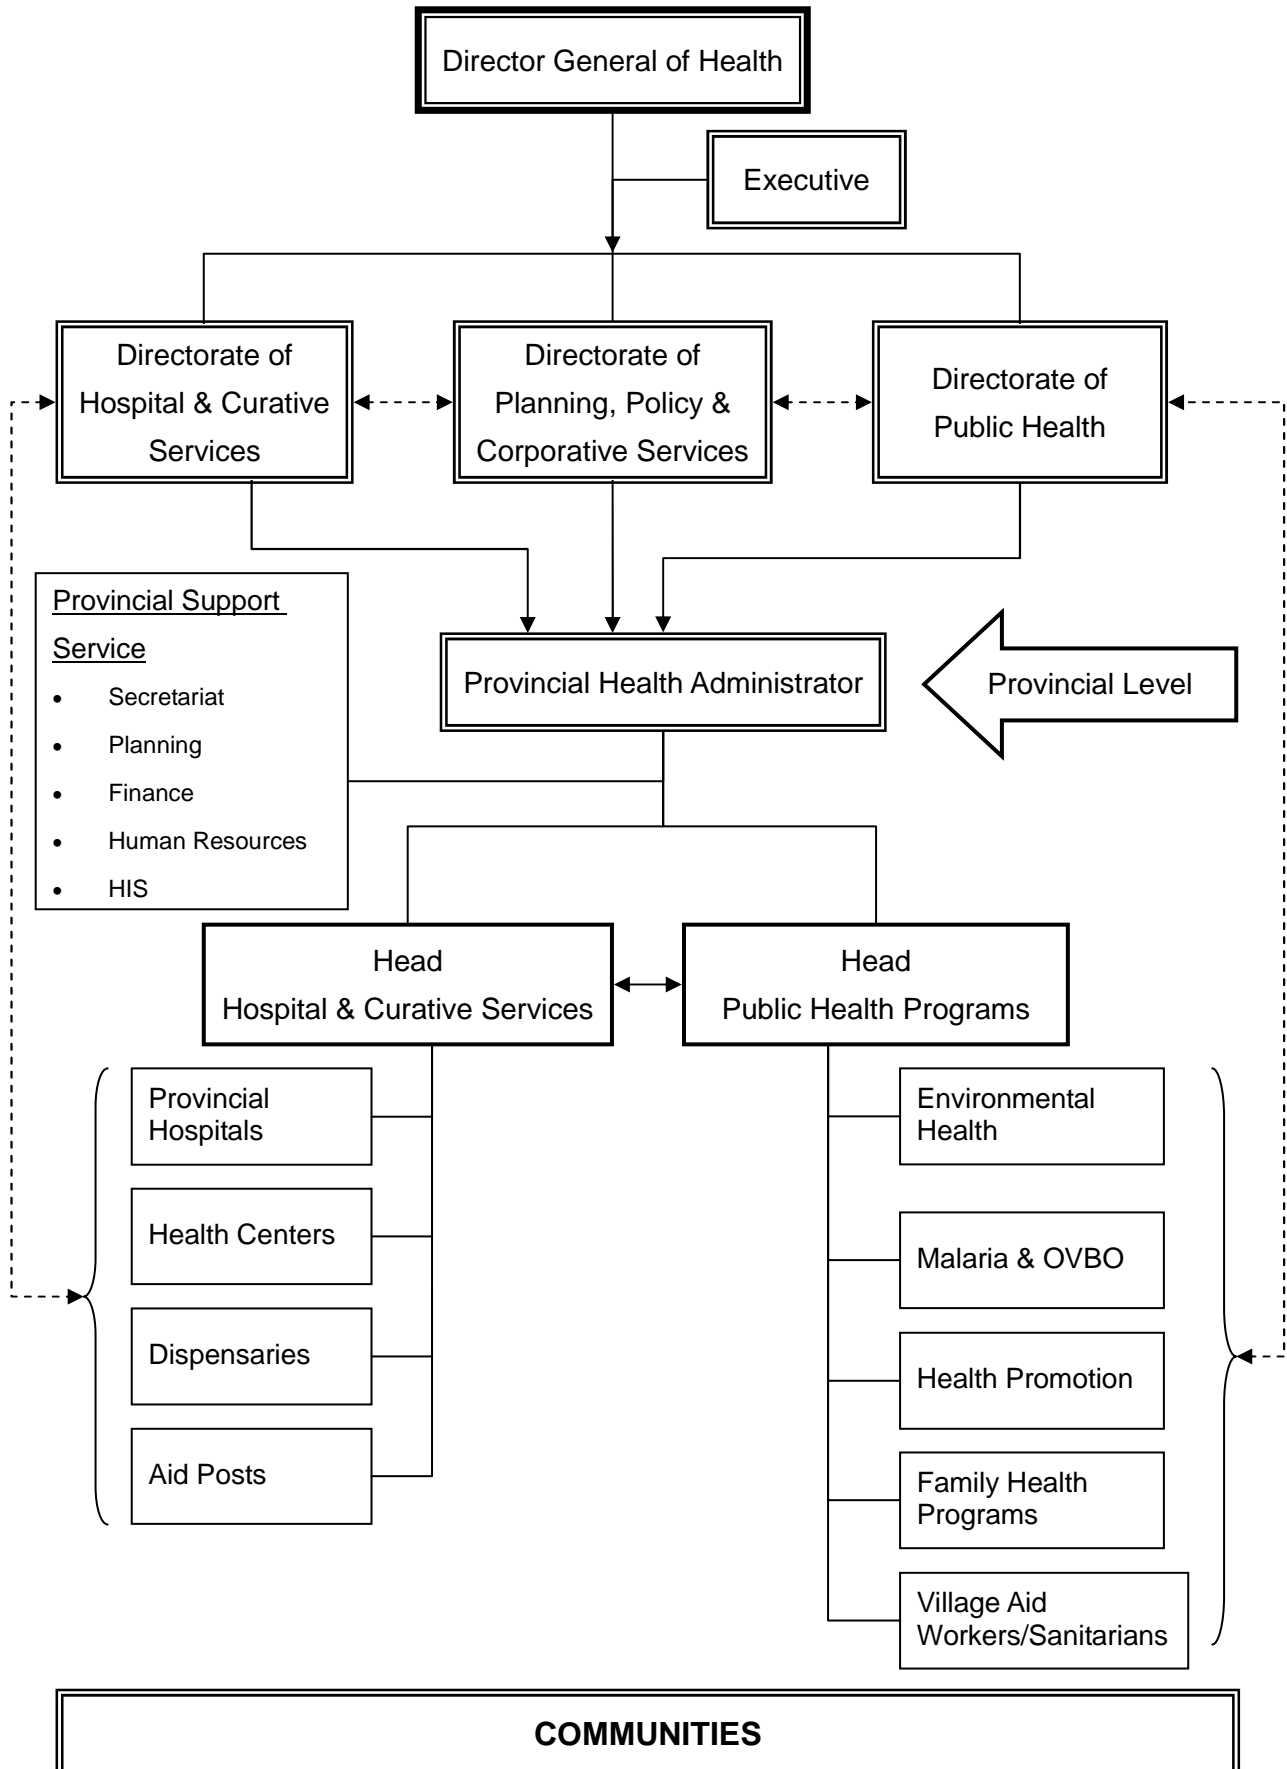 Director General of Health
Executive
Directorate of
Hospital & Curative
Services
Directorate of
Planning, Policy &
Corporative Services
Directorate of
Public Health
Provincial Support
Service
• Secretariat
• Planning
• Finance
• Human Resources
• HIS
Provincial Health Administrator
Provincial Level
Head
Hospital & Curative Services
Head
Public Health Programs
Provincial
Hospitals
Health Centers
Dispensaries
Aid Posts
Environmental
Health
Malaria & OVBO
Health Promotion
Family Health
Programs
Village Aid
Workers/Sanitarians
COMMUNITIES